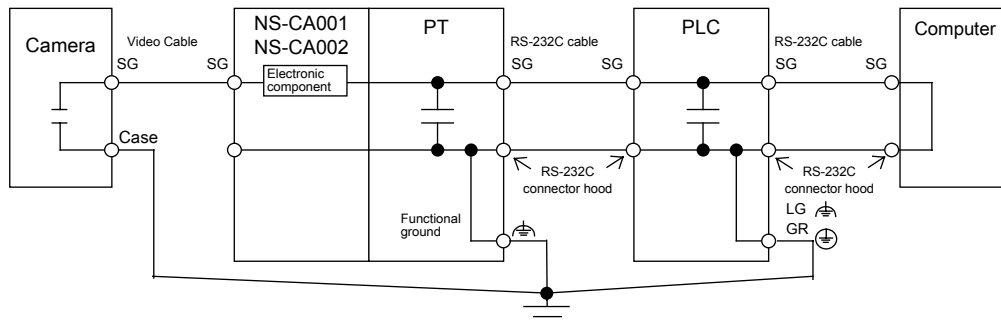 Camera
Video Cable
SG
SG
Case
NS-CA001
NS-CA002
Electronic
component
PT
Functional
ground
RS-232C cable
SG
SG
RS-232C
connector hood
PLC
RS-232C cable
SG
SG
RS-232C
connector hood
LG
GR
Computer